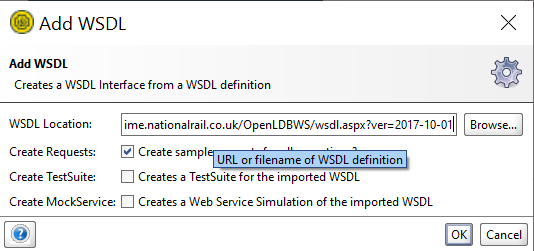 Add WSDL
Add WSDL
Creates a WSDL Interface from a WSDL definition
WSDL Location: ime.nationalrail.co.uk/OpenLDBWS/wsdl.aspx?ver=2017-10-01 Browse...
Create Requests: Create sample
URL or filename of WSDL definition
Create TestSuite: Creates a TestSuite for the imported WSDL
Create MockService: Creates a Web Service Simulation of the imported WSDL
OK Cancel